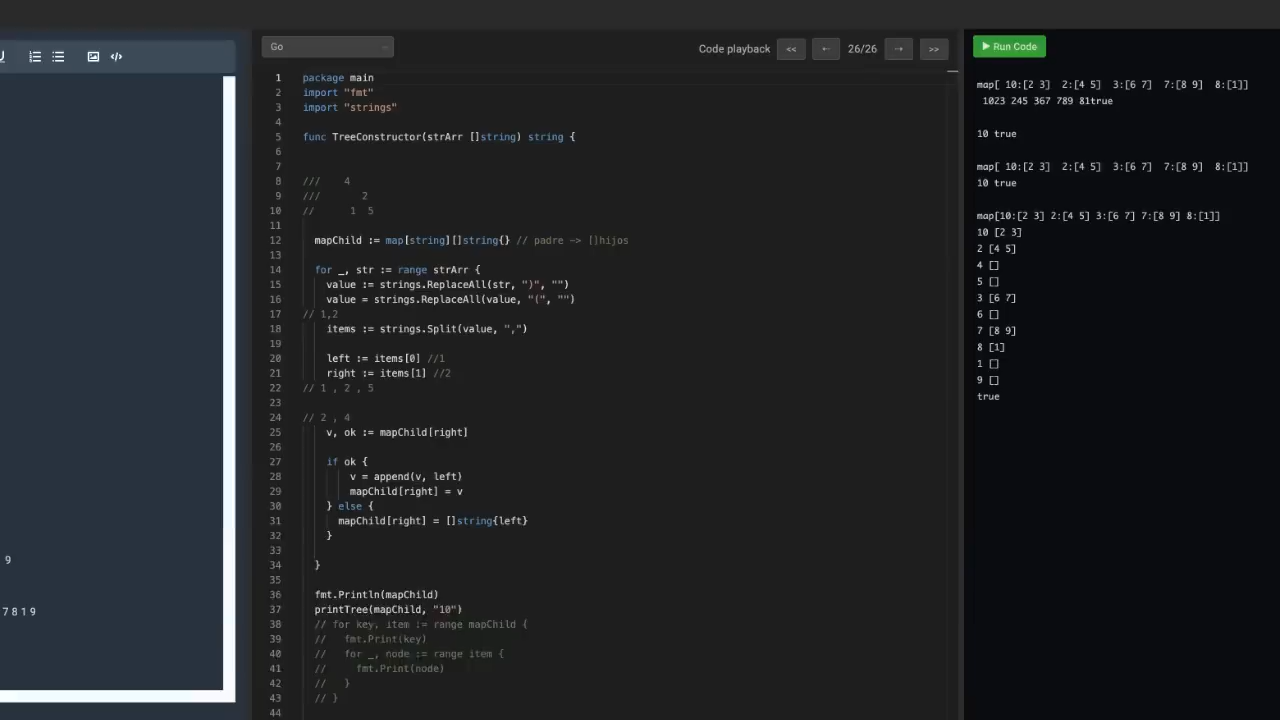 Go
Code playback << ← 26/26 → >>
Run Code
1 package main
2 import "fmt"
3 import "strings"
4
5 func TreeConstructor(strArr []string) string {
6
7
8 /// 4
9 /// 2
10 // 1 5
11
12 mapChild := map[string][]string{} // padre -> []hijos
13
14 for _, str := range strArr {
15 value := strings.ReplaceAll(str, ")", "")
16 value = strings.ReplaceAll(value, "(", "")
17 // 1,2
18 items := strings.Split(value, ",")
19
20 left := items[0] //1
21 right := items[1] //2
22 // 1 , 2 , 5
23
24 // 2 , 4
25 v, ok := mapChild[right]
26
27 if ok {
28 v = append(v, left)
29 mapChild[right] = v
30 } else {
31 mapChild[right] = []string{left}
32 }
33
34 }
35
36 fmt.Println(mapChild)
37 printTree(mapChild, "10")
38 // for key, item := range mapChild {
39 // fmt.Print(key)
40 // for _, node := range item {
41 // fmt.Print(node)
42 // }
43 // }
44
9
7 8 1 9
map[ 10:[2 3] 2:[4 5] 3:[6 7] 7:[8 9] 8:[1]]
1023 245 367 789 81true
10 true
map[ 10:[2 3] 2:[4 5] 3:[6 7] 7:[8 9] 8:[1]]
10 true
map[10:[2 3] 2:[4 5] 3:[6 7] 7:[8 9] 8:[1]]
10 [2 3]
2 [4 5]
4 []
5 []
3 [6 7]
6 []
7 [8 9]
8 [1]
1 []
9 []
true